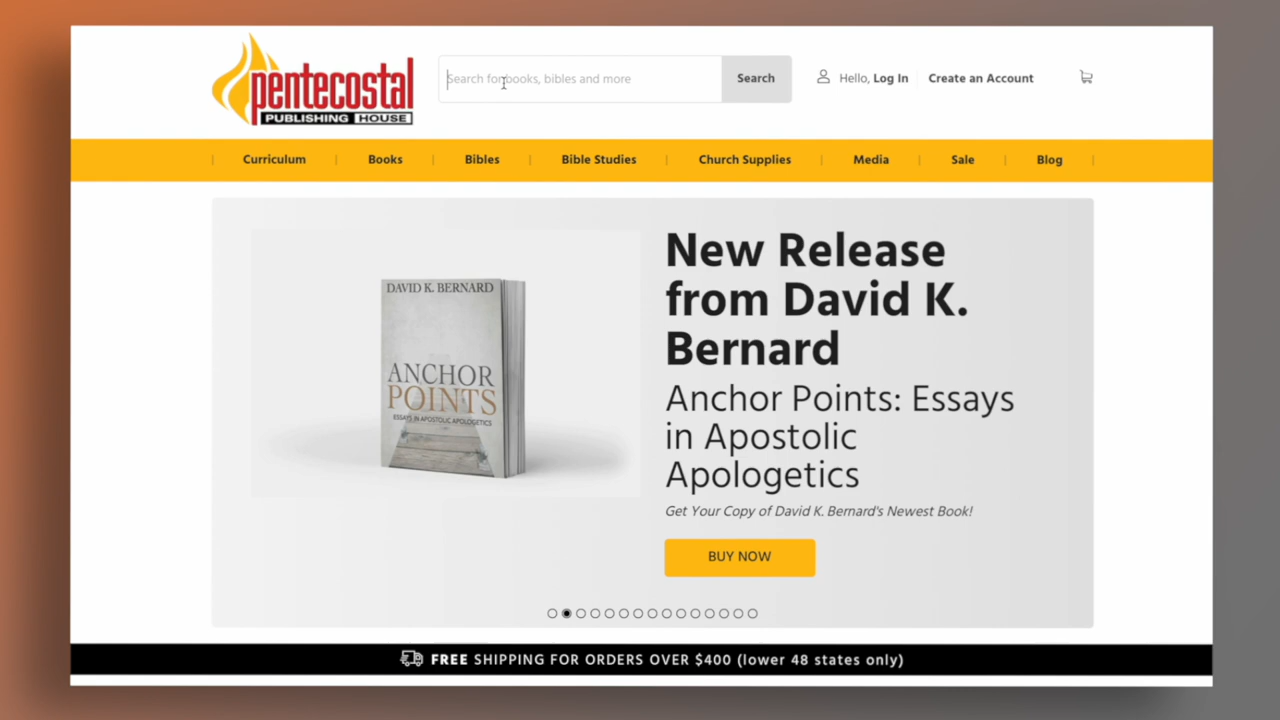 pentecostal
PUBLISHING HOUSE
Search for books, bibles and more
Search
Hello, Log In
Create an Account
Curriculum
Books
Bibles
Bible Studies
Church Supplies
Media
Sale
Blog
DAVID K. BERNARD
ANCHOR
POINTS
ESSAYS IN APOSTOLIC APOLOGETICS
New Release
from David K.
Bernard
Anchor Points: Essays
in Apostolic
Apologetics
Get Your Copy of David K. Bernard's Newest Book!
BUY NOW
FREE SHIPPING FOR ORDERS OVER $400 (lower 48 states only)